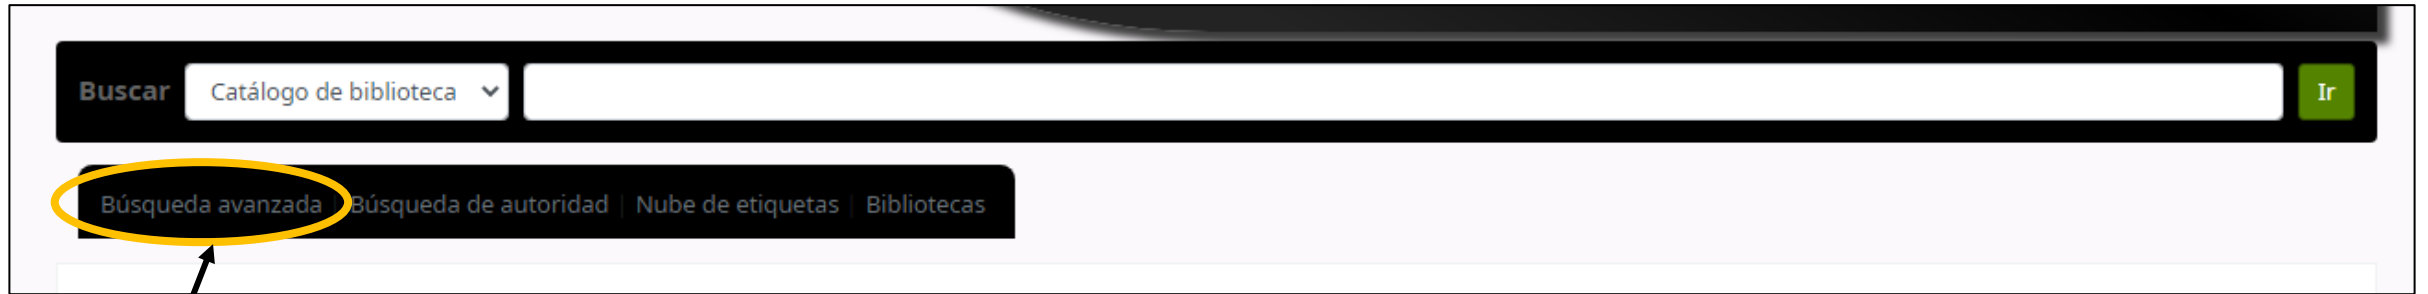 Buscar Catálogo de biblioteca Ir
Búsqueda avanzada | Búsqueda de autoridad | Nube de etiquetas | Bibliotecas